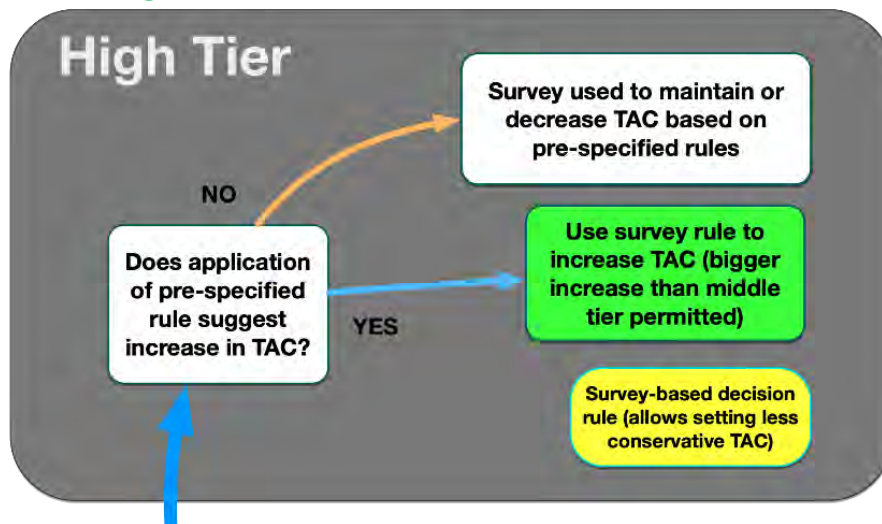 High Tier
Survey used to maintain or
decrease TAC based on
pre-specified rules
NO
Does application
of pre-specified
rule suggest
increase in TAC?
YES
Use survey rule to
increase TAC (bigger
increase than middle
tier permitted)
Survey-based decision
rule (allows setting less
conservative TAC)